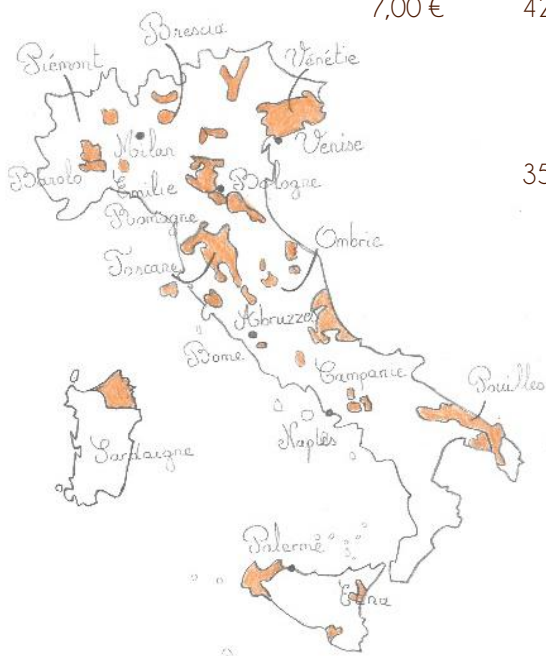 7,00 €
42
Brescia
Piémont
Vénétie
Milan
Venise
Barolo
35
Emilie
Bologne
Romagne
Ombrie
Toscane
Abruzzes
Rome
Campanie
Pouilles
Naples
Sardaigne
Palerme
Etna